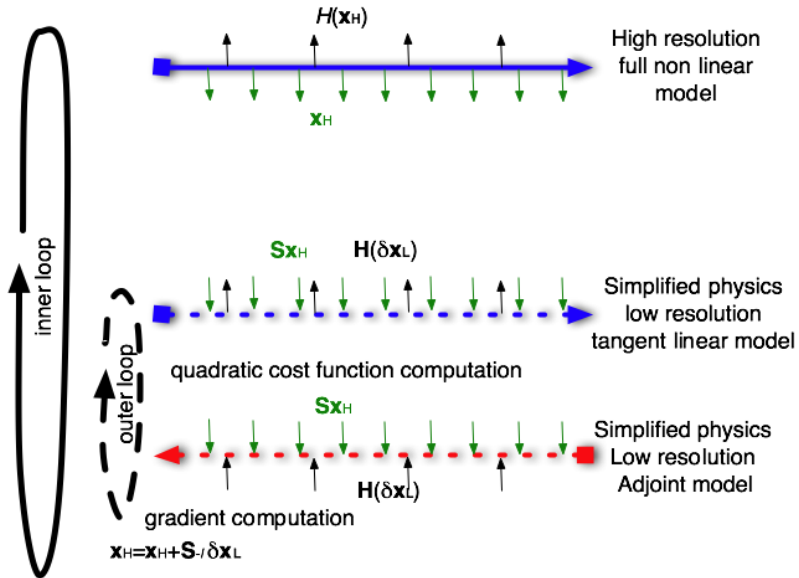 H(xH)
High resolution
full non linear
model
xH
inner loop
SxH
H(δxL)
Simplified physics
low resolution
tangent linear model
outer loop
quadratic cost function computation
SxH
Simplified physics
Low resolution
Adjoint model
H(δxL)
gradient computation
xH=xH+S-IδxL